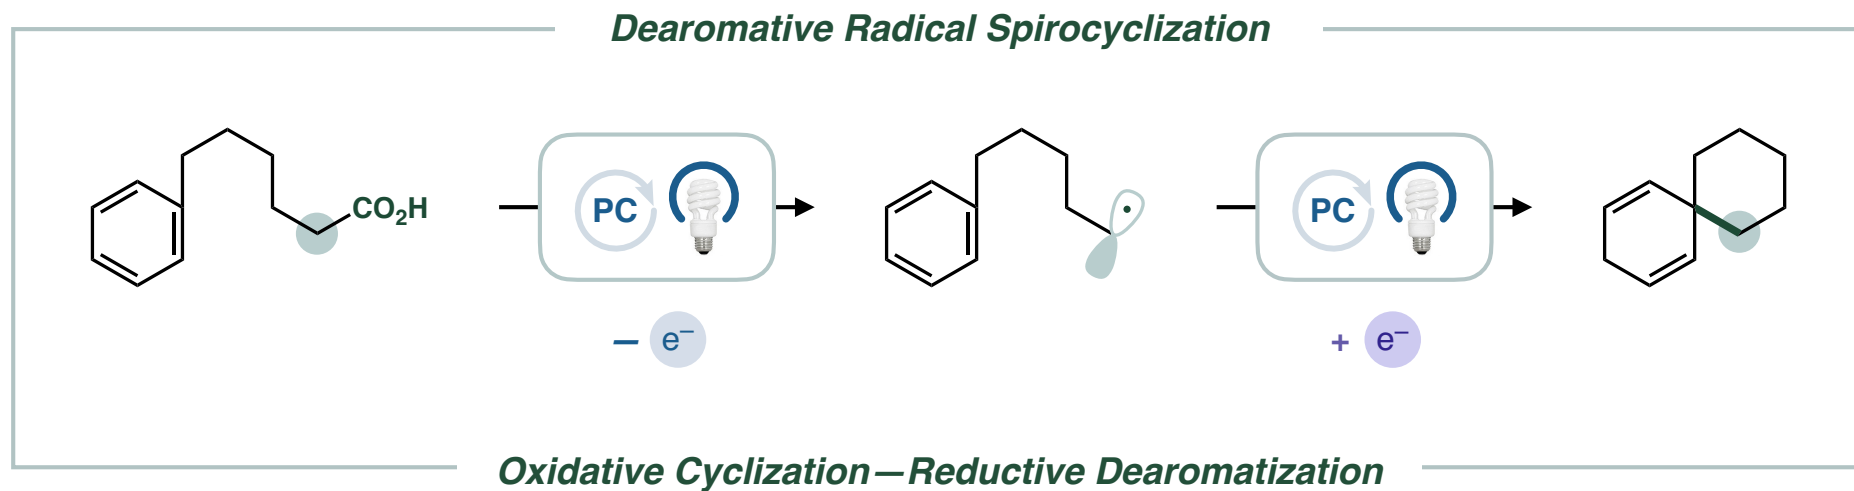 Dearomative Radical Spirocyclization
CO₂H
PC
− e⁻
PC
+ e⁻
Oxidative Cyclization—Reductive Dearomatization